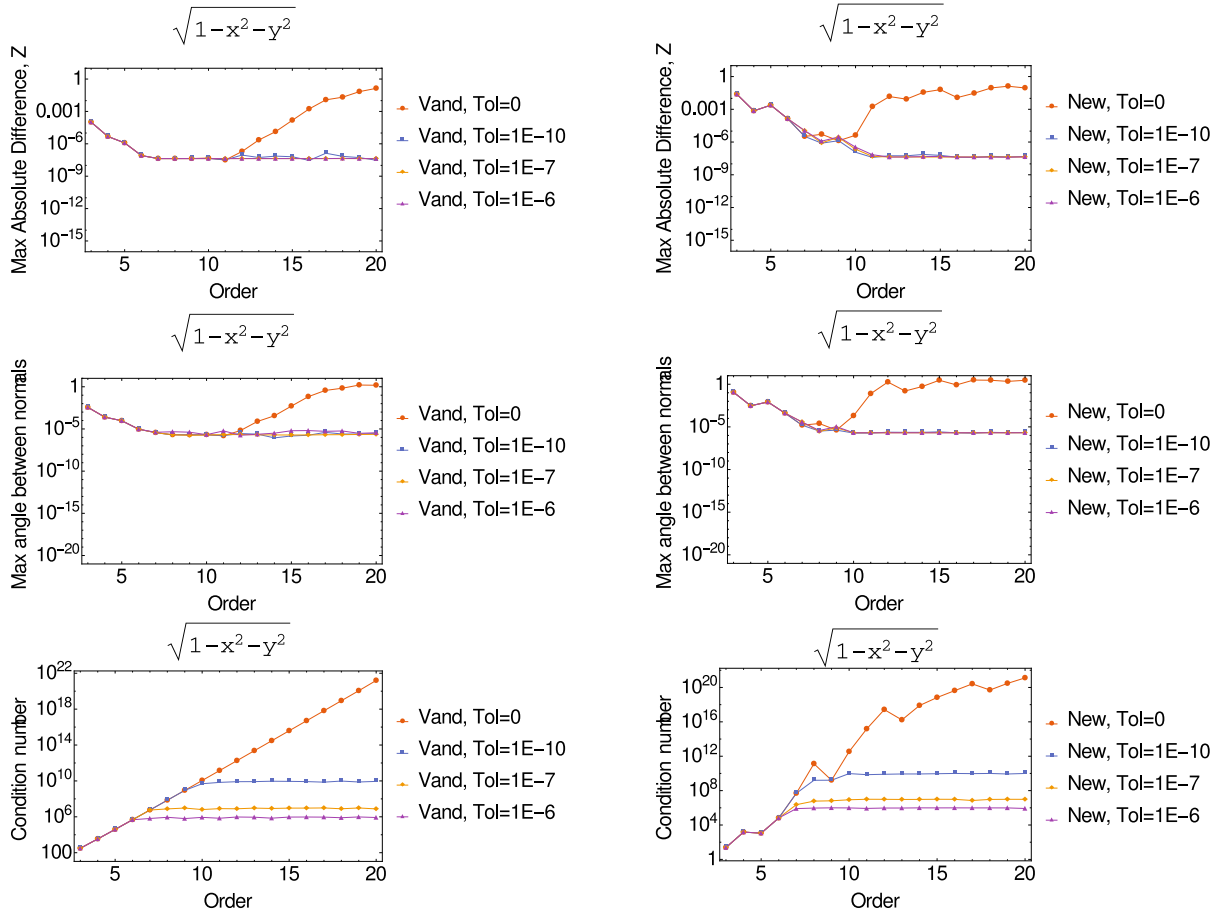 √1−x²−y²
Max Absolute Difference, Z
1
0.001
10⁻⁶
10⁻⁹
10⁻¹²
10⁻¹⁵
5 10 15 20
Order
Vand, Tol=0
Vand, Tol=1E−10
Vand, Tol=1E−7
Vand, Tol=1E−6
√1−x²−y²
Max Absolute Difference, Z
1
0.001
10⁻⁶
10⁻⁹
10⁻¹²
10⁻¹⁵
5 10 15 20
Order
New, Tol=0
New, Tol=1E−10
New, Tol=1E−7
New, Tol=1E−6
√1−x²−y²
Max angle between normals
1
10⁻⁵
10⁻¹⁰
10⁻¹⁵
10⁻²⁰
5 10 15 20
Order
Vand, Tol=0
Vand, Tol=1E−10
Vand, Tol=1E−7
Vand, Tol=1E−6
√1−x²−y²
Max angle between normals
1
10⁻⁵
10⁻¹⁰
10⁻¹⁵
10⁻²⁰
5 10 15 20
Order
New, Tol=0
New, Tol=1E−10
New, Tol=1E−7
New, Tol=1E−6
√1−x²−y²
Condition number
10²²
10¹⁸
10¹⁴
10¹⁰
10⁶
100
5 10 15 20
Order
Vand, Tol=0
Vand, Tol=1E−10
Vand, Tol=1E−7
Vand, Tol=1E−6
√1−x²−y²
Condition number
10²⁰
10¹⁶
10¹²
10⁸
10⁴
1
5 10 15 20
Order
New, Tol=0
New, Tol=1E−10
New, Tol=1E−7
New, Tol=1E−6